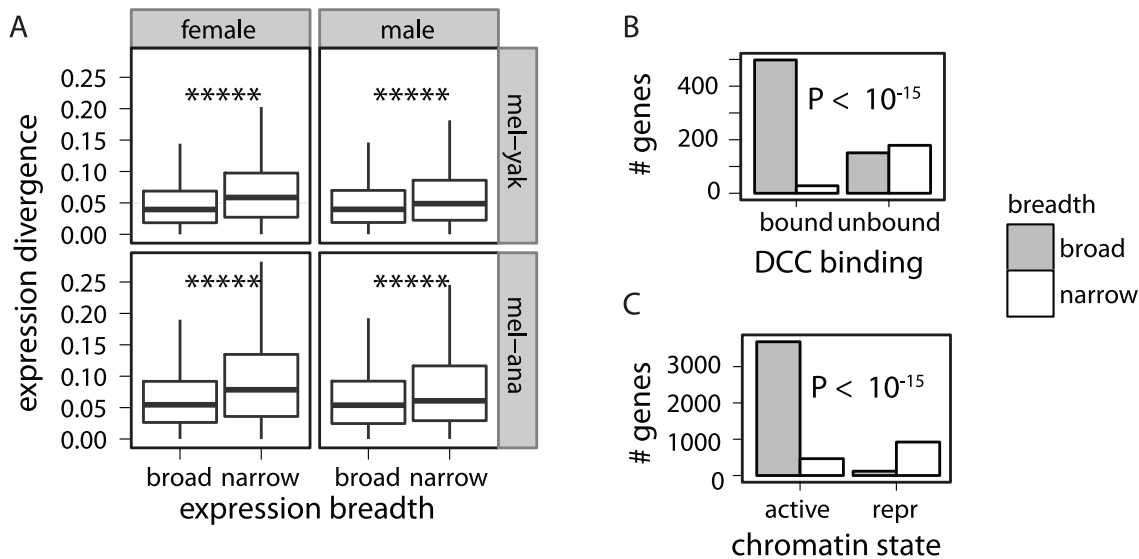 A
female
male
expression divergence
0.25
0.20
0.15
0.10
0.05
0.00
*****
*****
mel−yak
0.25
0.20
0.15
0.10
0.05
0.00
*****
*****
mel−ana
broad narrow
broad narrow
expression breadth
B
# genes
400
200
0
P < 10-15
bound unbound
DCC binding
C
# genes
3000
2000
1000
0
P < 10-15
active repr
chromatin state
breadth
broad
narrow